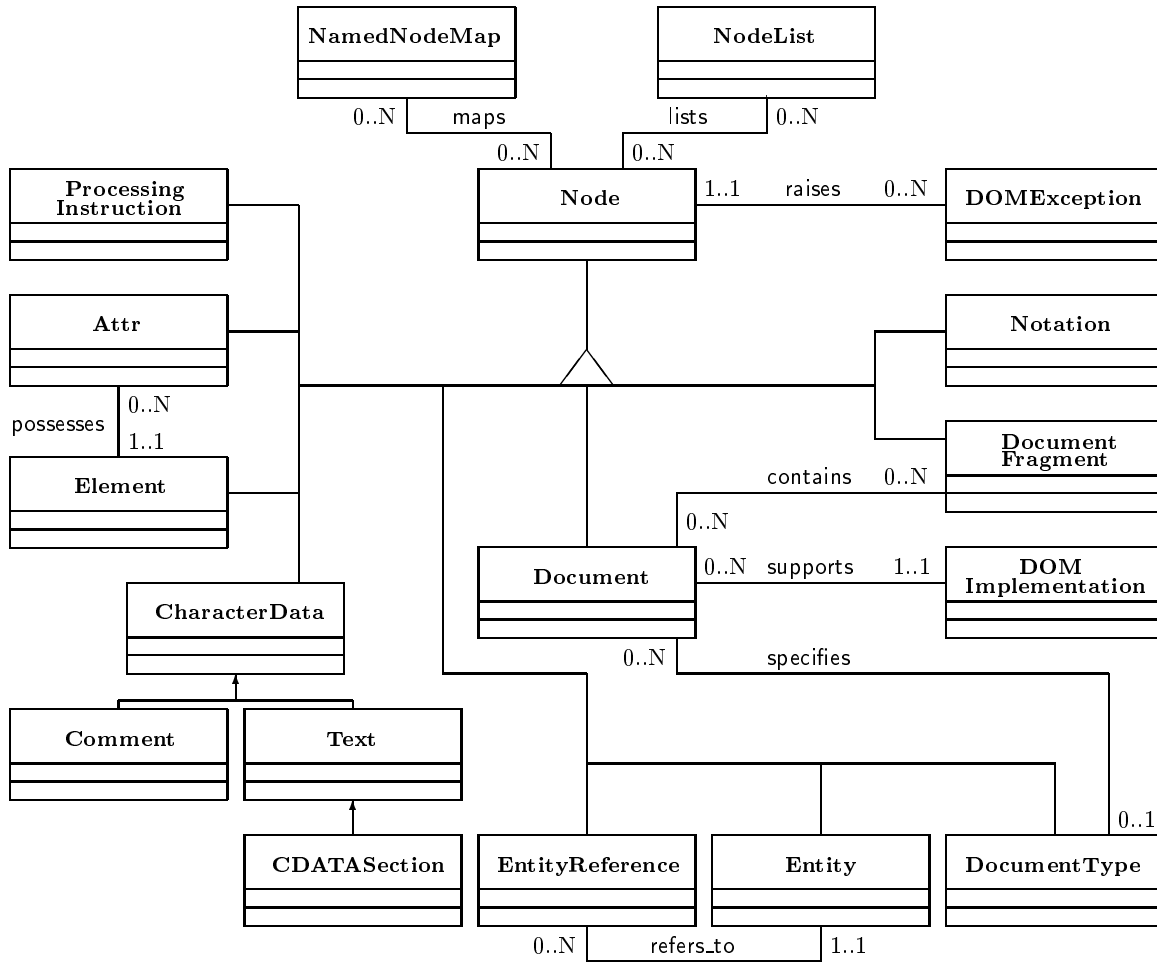 NamedNodeMap
NodeList
0..N
maps
lists
0..N
0..N
0..N
Processing
Instruction
Node
1..1
raises
0..N
DOMException
Attr
Notation
0..N
possesses
1..1
Document
Fragment
contains
0..N
Element
0..N
Document
0..N
supports
1..1
DOM
Implementation
CharacterData
0..N
specifies
Comment
Text
0..1
CDATASection
EntityReference
Entity
DocumentType
0..N
refers_to
1..1